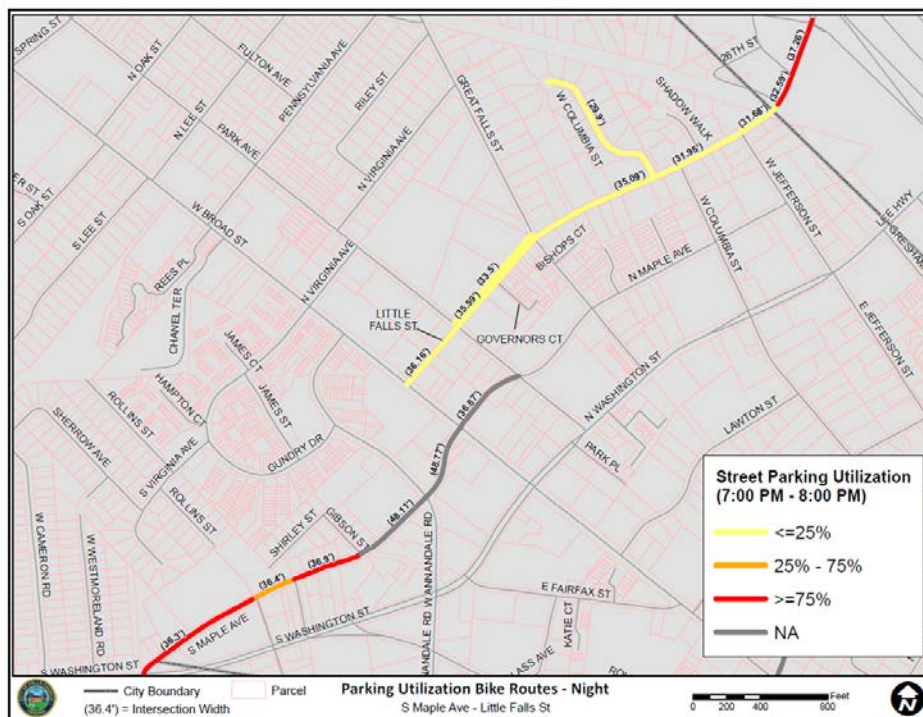 SPRING ST
N OAK ST
FULTON AVE
PENNSYLVANIA AVE
RILEY ST
GREAT FALLS ST
26TH ST
(37.26')
(32.59')
SHADOW WALK
(31.68')
N LEE ST
PARK AVE
N VIRGINIA AVE
(29.9')
W COLUMBIA ST
(31.95')
(35.09')
W JEFFERSON ST
S OAK ST
S LEE ST
W BROAD ST
N VIRGINIA AVE
BISHOPS CT
N MAPLE AVE
W COLUMBIA ST
LEE HWY
REES PL
CHANEL TER
(33.5')
(35.59')
LITTLE
FALLS ST
GOVERNORS CT
E JEFFERSON ST
(36.16')
JAMES CT
JAMES ST
HAMPTON CT
(36.87')
N WASHINGTON ST
LAWTON ST
ROLLINS ST
SHERROW AVE
S VIRGINIA AVE
GUNDRY DR
(48.77')
PARK PL
ROLLINS ST
(48.11')
SHIRLEY ST
GIBSON ST
W CAMERON RD
W WESTMORELAND RD
(36.9')
(36.4')
(36.3')
S MAPLE AVE
S WASHINGTON ST
S WASHINGTON ST
W ANNANDALE RD
E FAIRFAX ST
KATIE CT
Street Parking Utilization
(7:00 PM - 8:00 PM)
<=25%
25% - 75%
>=75%
NA
City Boundary
Parcel
(36.4') = Intersection Width
Parking Utilization Bike Routes - Night
S Maple Ave - Little Falls St
Feet
0 200 400 600
N